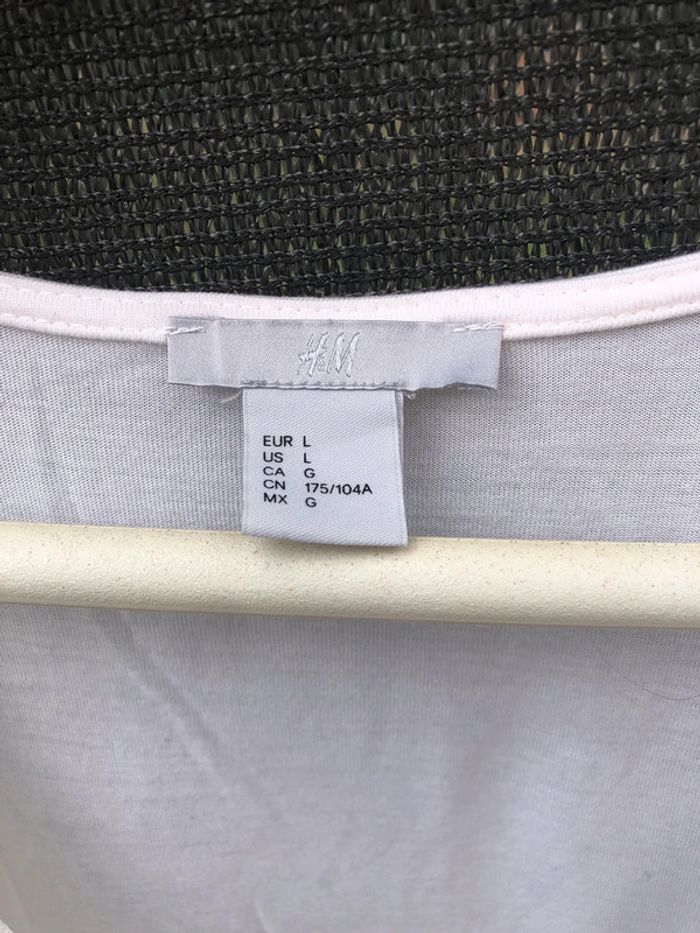 H&M
EUR L
US L
CA G
CN 175/104A
MX G